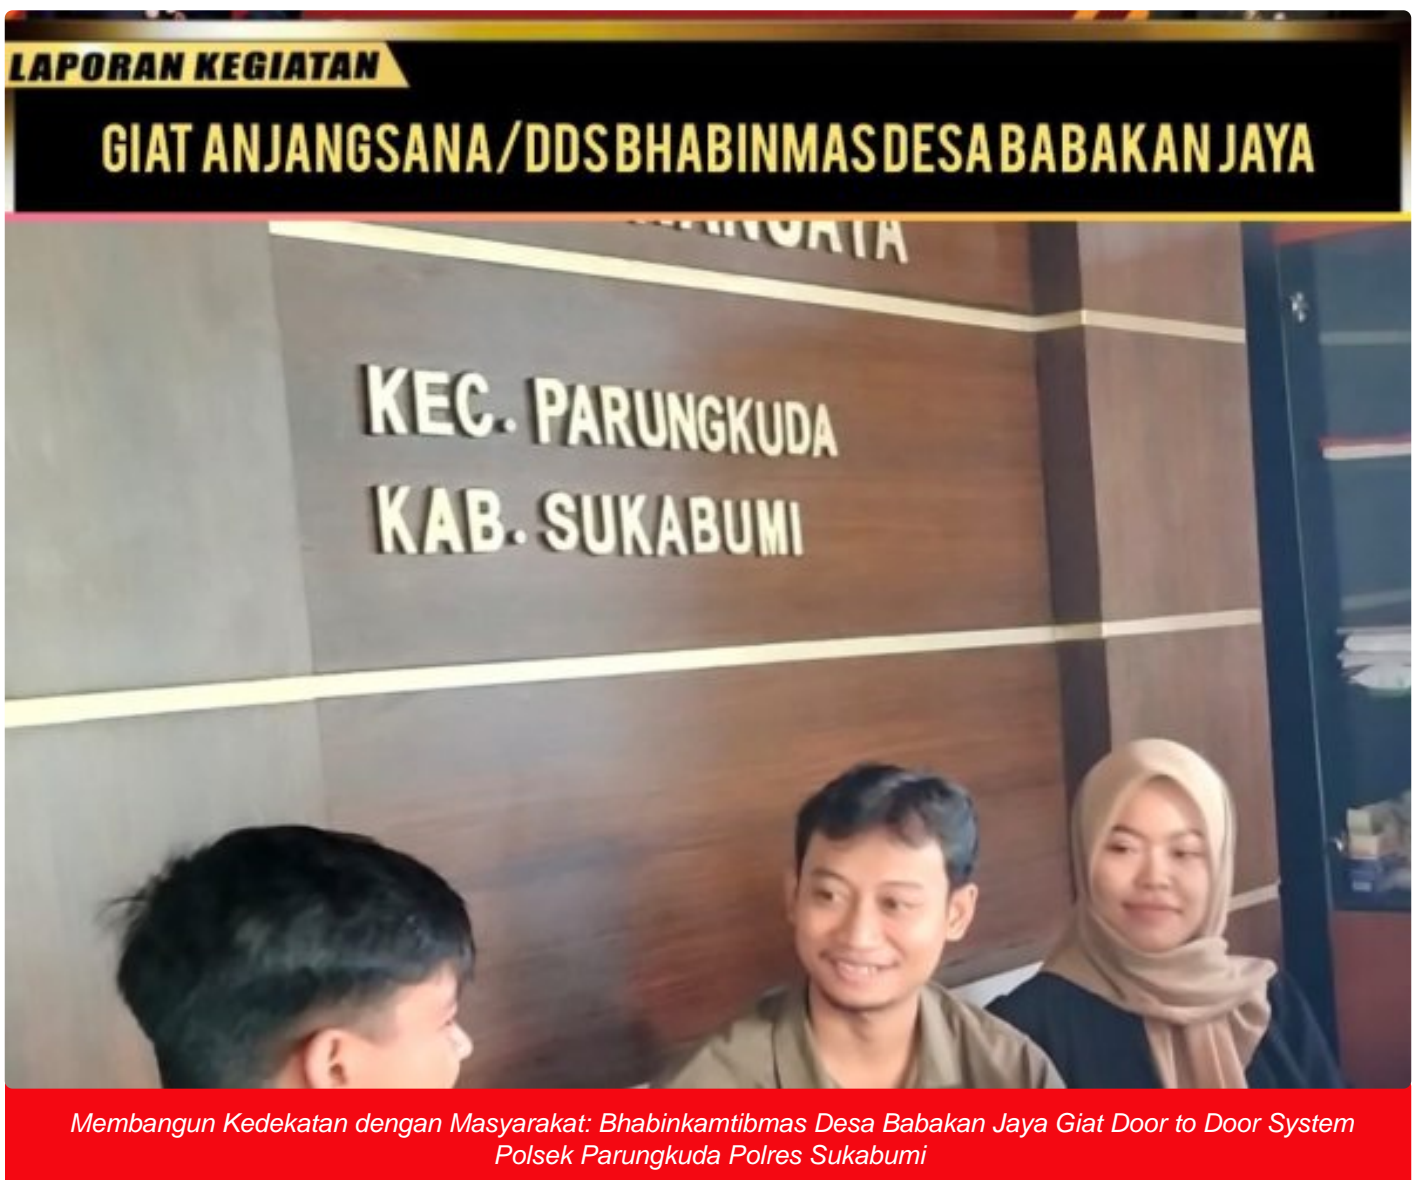 LAPORAN KEGIATAN
GIAT ANJANGSANA/DDS BHABINMAS DESA BABAKAN JAYA
KEC. PARUNGKUDA
KAB. SUKABUMI
Membangun Kedekatan dengan Masyarakat: Bhabinkamtibmas Desa Babakan Jaya Giat Door to Door System
Polsek Parungkuda Polres Sukabumi